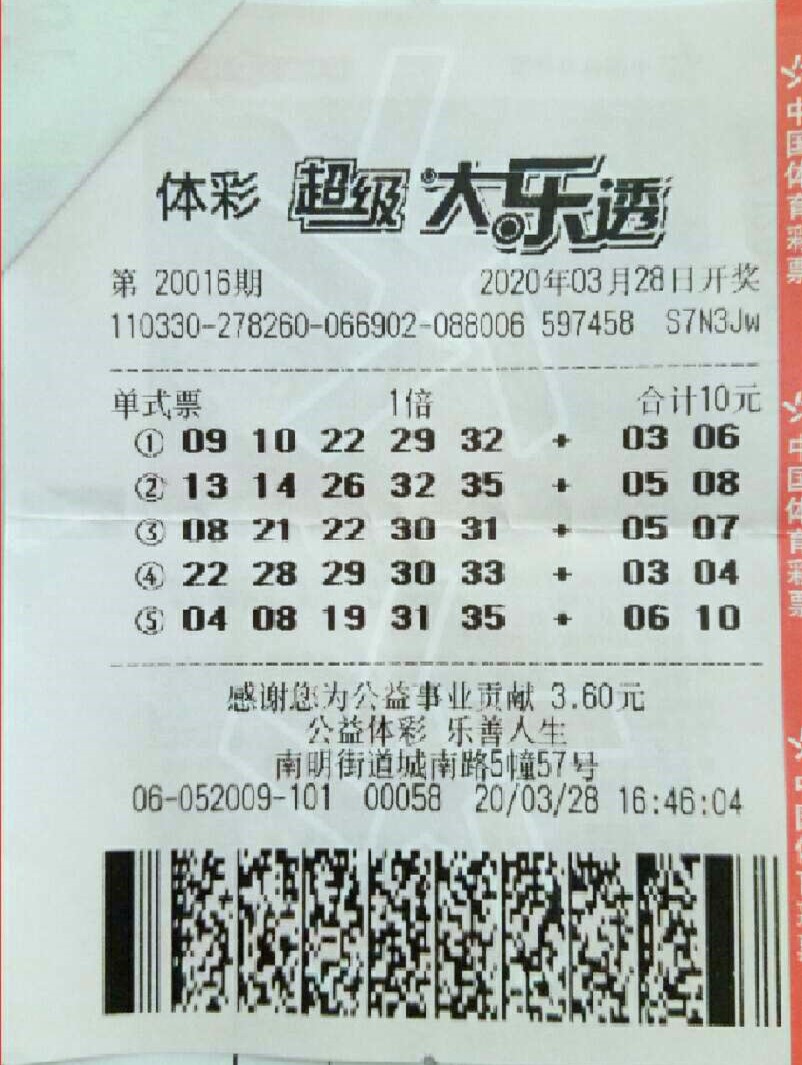 体彩 超级大乐透
第 20016期 2020年03月28日开奖
110330-278260-066902-088006 597458 S7N3Jw
单式票 1倍 合计10元
① 09 10 22 29 32 + 03 06
② 13 14 26 32 35 + 05 08
③ 08 21 22 30 31 + 05 07
④ 22 28 29 30 33 + 03 04
⑤ 04 08 19 31 35 + 06 10
感谢您为公益事业贡献 3.60元
公益体彩 乐善人生
南明街道城南路5幢57号
06-052009-101 00058 20/03/28 16:46:04
中国体育彩票
中国体育彩票